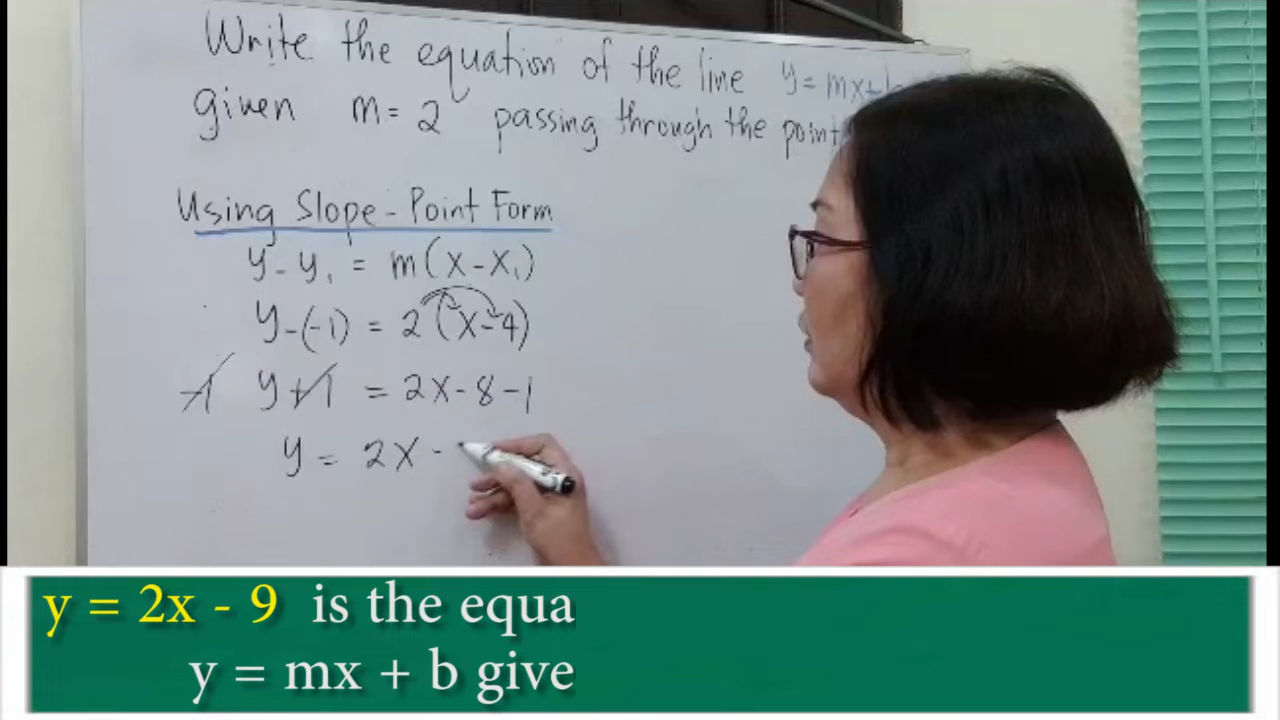 Write the equation of the line y = mx + b
given m = 2 passing through the point
Using Slope - Point Form
y - y₁ = m(x - x₁)
y - (-1) = 2(x - 4)
-1 y + 1 = 2x - 8 - 1
y = 2x -
y = 2x - 9 is the equa
y = mx + b give